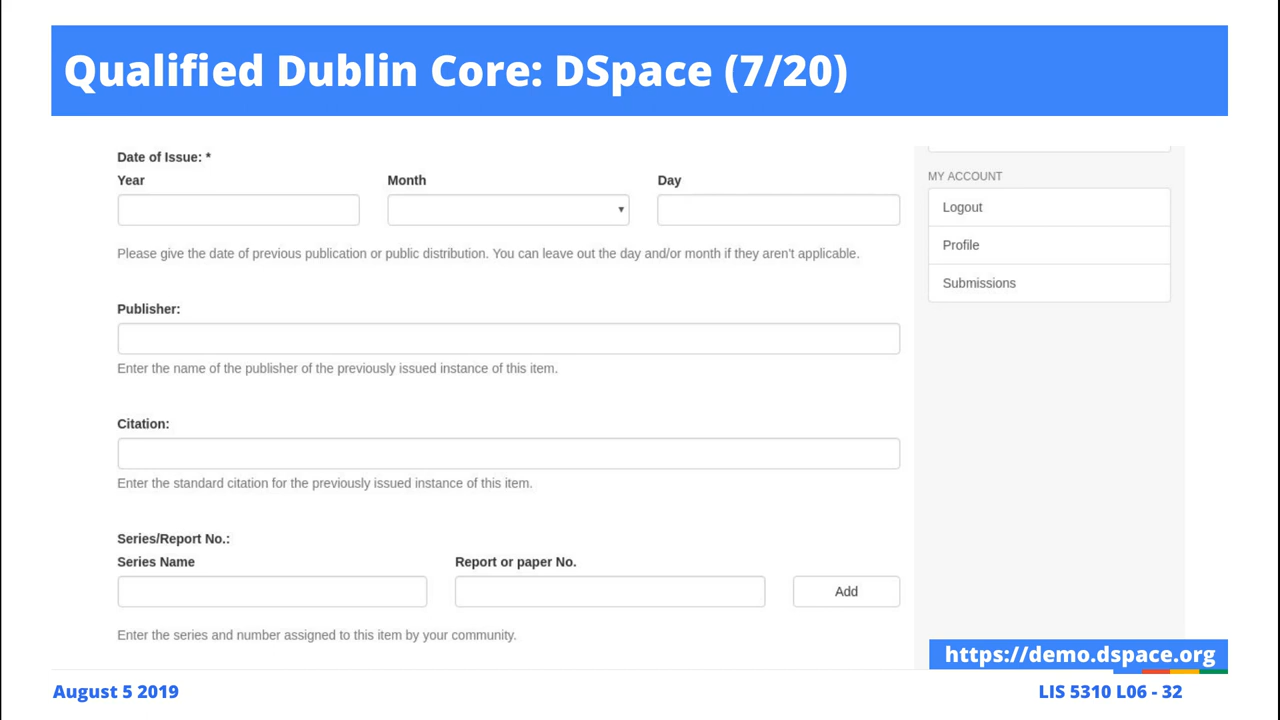 Qualified Dublin Core: DSpace (7/20)
Date of Issue: *
Year Month Day
Please give the date of previous publication or public distribution. You can leave out the day and/or month if they aren't applicable.
Publisher:
Enter the name of the publisher of the previously issued instance of this item.
Citation:
Enter the standard citation for the previously issued instance of this item.
Series/Report No.:
Series Name Report or paper No.
Add
Enter the series and number assigned to this item by your community.
MY ACCOUNT
Logout
Profile
Submissions
https://demo.dspace.org
August 5 2019 LIS 5310 L06 - 32